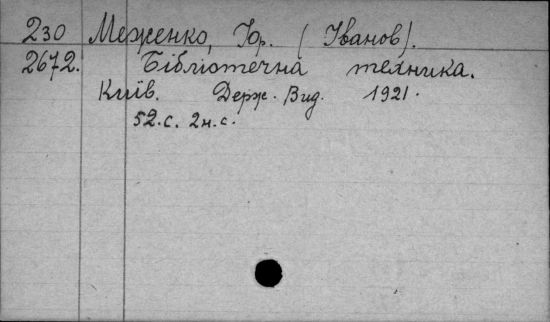 230 Меженко, Юр. (Іванов).
2672. Бібліотечна техника.
Київ. Держ. Вид. 1921.
52.с. 2н.с.